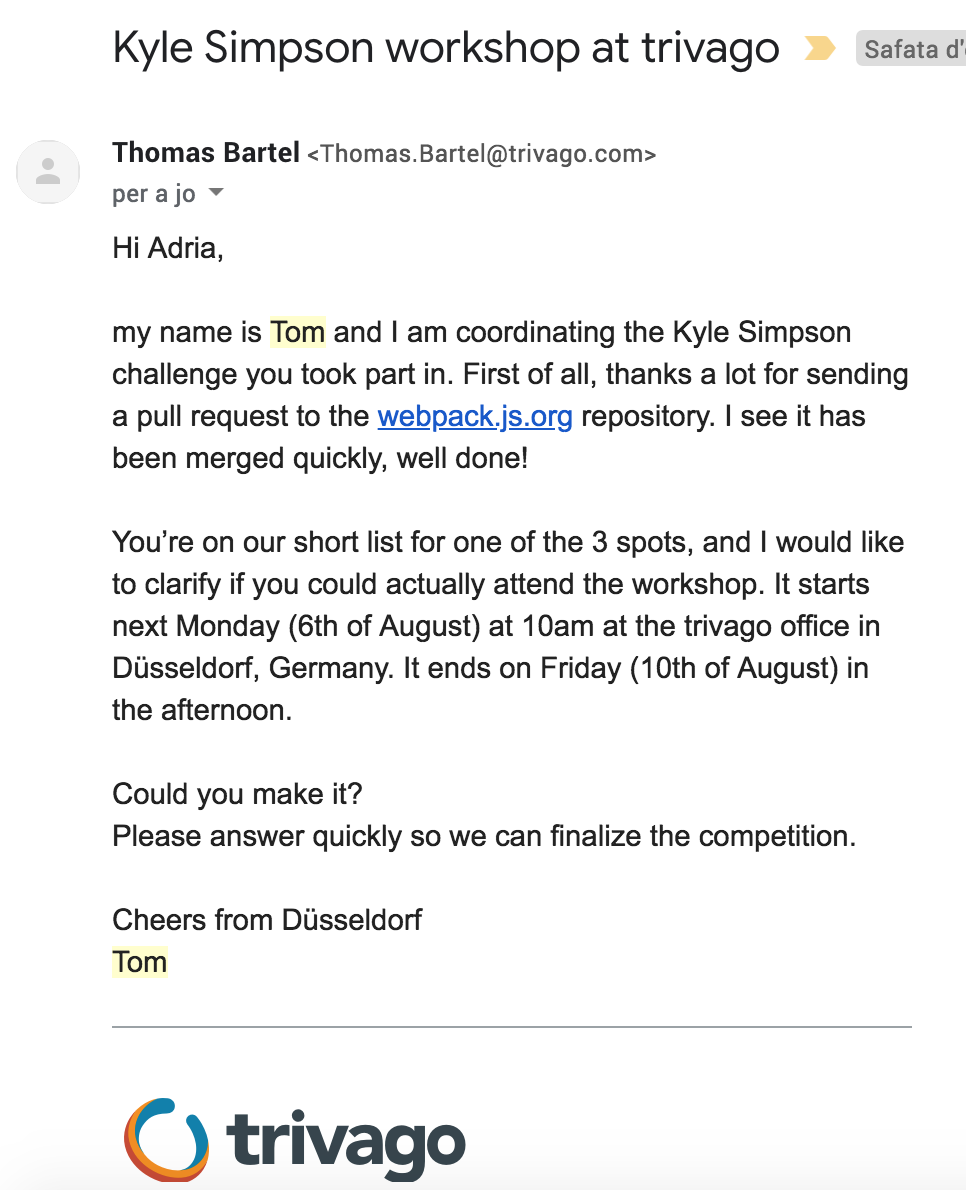 Kyle Simpson workshop at trivago
Safata d'
Thomas Bartel <Thomas.Bartel@trivago.com>
per a jo
Hi Adria,
my name is Tom and I am coordinating the Kyle Simpson
challenge you took part in. First of all, thanks a lot for sending
a pull request to the webpack.js.org repository. I see it has
been merged quickly, well done!
You’re on our short list for one of the 3 spots, and I would like
to clarify if you could actually attend the workshop. It starts
next Monday (6th of August) at 10am at the trivago office in
Düsseldorf, Germany. It ends on Friday (10th of August) in
the afternoon.
Could you make it?
Please answer quickly so we can finalize the competition.
Cheers from Düsseldorf
Tom
trivago